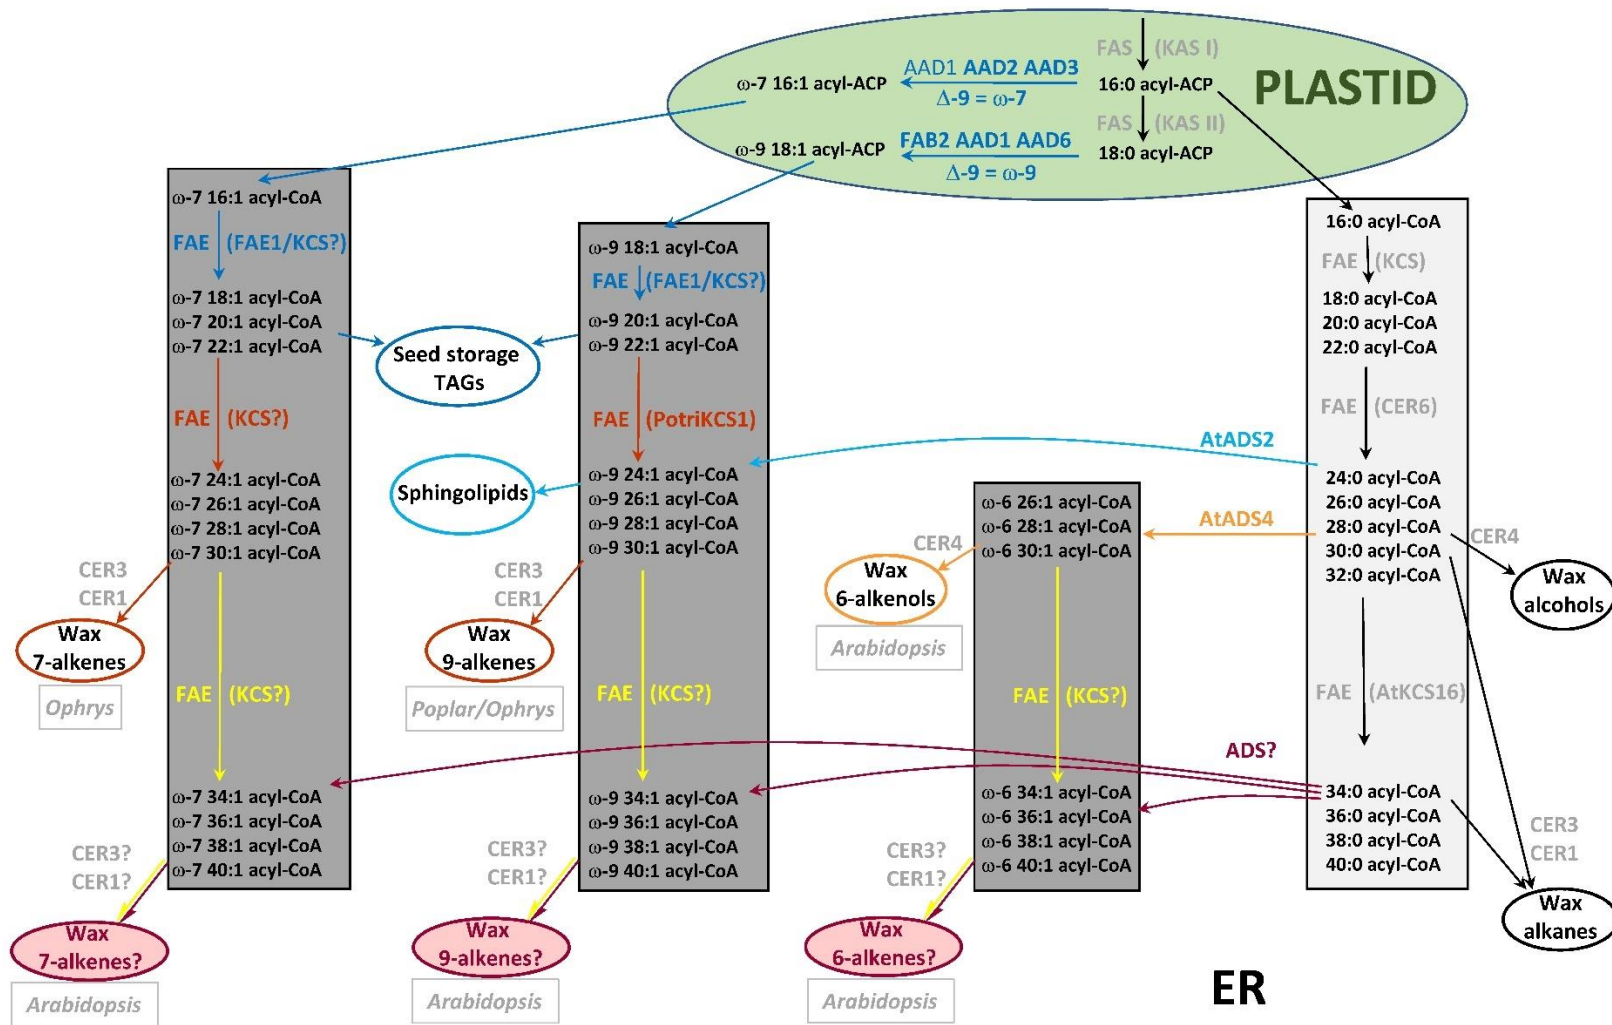 PLASTID
FAS (KAS I)
16:0 acyl-ACP
AAD1 AAD2 AAD3
Δ-9 = ω-7
ω-7 16:1 acyl-ACP
FAS (KAS II)
18:0 acyl-ACP
FAB2 AAD1 AAD6
Δ-9 = ω-9
ω-9 18:1 acyl-ACP
ω-7 16:1 acyl-CoA
FAE (FAE1/KCS?)
ω-7 18:1 acyl-CoA
ω-7 20:1 acyl-CoA
ω-7 22:1 acyl-CoA
FAE (KCS?)
ω-7 24:1 acyl-CoA
ω-7 26:1 acyl-CoA
ω-7 28:1 acyl-CoA
ω-7 30:1 acyl-CoA
CER3
CER1
Wax
7-alkenes
Ophrys
FAE (KCS?)
ω-7 34:1 acyl-CoA
ω-7 36:1 acyl-CoA
ω-7 38:1 acyl-CoA
ω-7 40:1 acyl-CoA
CER3?
CER1?
Wax
7-alkenes?
Arabidopsis
Seed storage
TAGs
Sphingolipids
ω-9 18:1 acyl-CoA
FAE (FAE1/KCS?)
ω-9 20:1 acyl-CoA
ω-9 22:1 acyl-CoA
FAE (PotriKCS1)
ω-9 24:1 acyl-CoA
ω-9 26:1 acyl-CoA
ω-9 28:1 acyl-CoA
ω-9 30:1 acyl-CoA
CER3
CER1
Wax
9-alkenes
Poplar/Ophrys
FAE (KCS?)
ω-9 34:1 acyl-CoA
ω-9 36:1 acyl-CoA
ω-9 38:1 acyl-CoA
ω-9 40:1 acyl-CoA
CER3?
CER1?
Wax
9-alkenes?
Arabidopsis
AtADS2
AtADS4
ω-6 26:1 acyl-CoA
ω-6 28:1 acyl-CoA
ω-6 30:1 acyl-CoA
CER4
Wax
6-alkenols
Arabidopsis
FAE (KCS?)
ADS?
ω-6 34:1 acyl-CoA
ω-6 36:1 acyl-CoA
ω-6 38:1 acyl-CoA
ω-6 40:1 acyl-CoA
CER3?
CER1?
Wax
6-alkenes?
Arabidopsis
16:0 acyl-CoA
FAE (KCS)
18:0 acyl-CoA
20:0 acyl-CoA
22:0 acyl-CoA
FAE (CER6)
24:0 acyl-CoA
26:0 acyl-CoA
28:0 acyl-CoA
30:0 acyl-CoA
32:0 acyl-CoA
CER4
Wax
alcohols
FAE (AtKCS16)
34:0 acyl-CoA
36:0 acyl-CoA
38:0 acyl-CoA
40:0 acyl-CoA
CER3
CER1
Wax
alkanes
ER